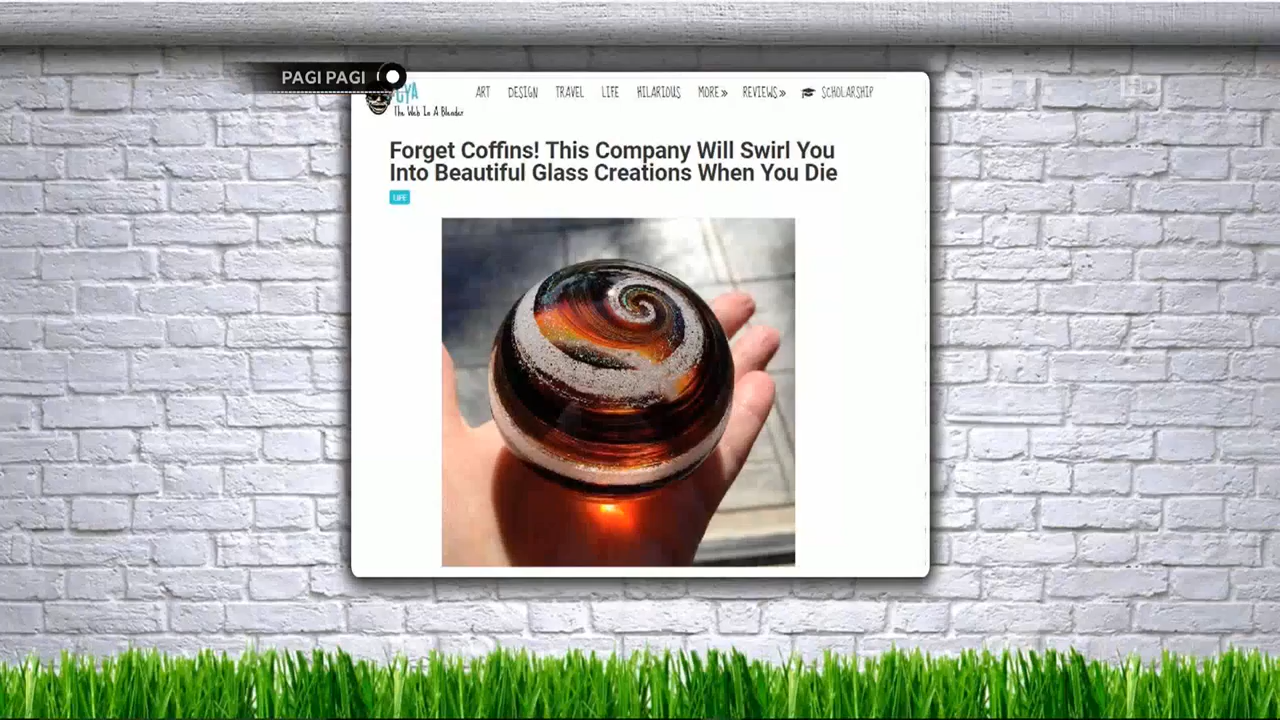 PAGI PAGI
The Web In A Blender
ART DESIGN TRAVEL LIFE HILARIOUS MORE» REVIEWS» SCHOLARSHIP
Forget Coffins! This Company Will Swirl You
Into Beautiful Glass Creations When You Die
LIFE